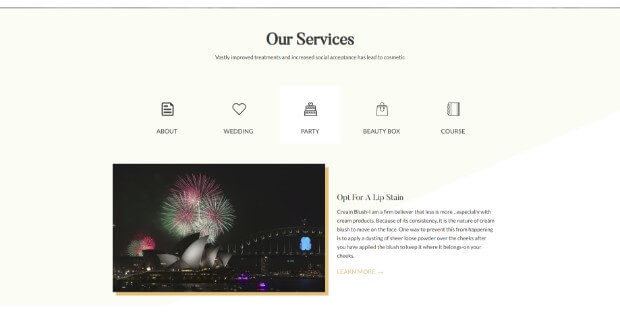 Our Services
Vastly improved treatments and increased social acceptance has lead to cosmetic
ABOUT
WEDDING
PARTY
BEAUTY BOX
COURSE
Opt For A Lip Stain
Cream Blush-I am a firm believer that less is more , especially with
cream products. Because of its consistency, it is the nature of cream
blush to move on the face. One way to prevent this from happening
is to apply a dusting of sheer loose powder over the cheeks after
you have applied the blush to keep it where it belongs-on your
cheeks.
LEARN MORE